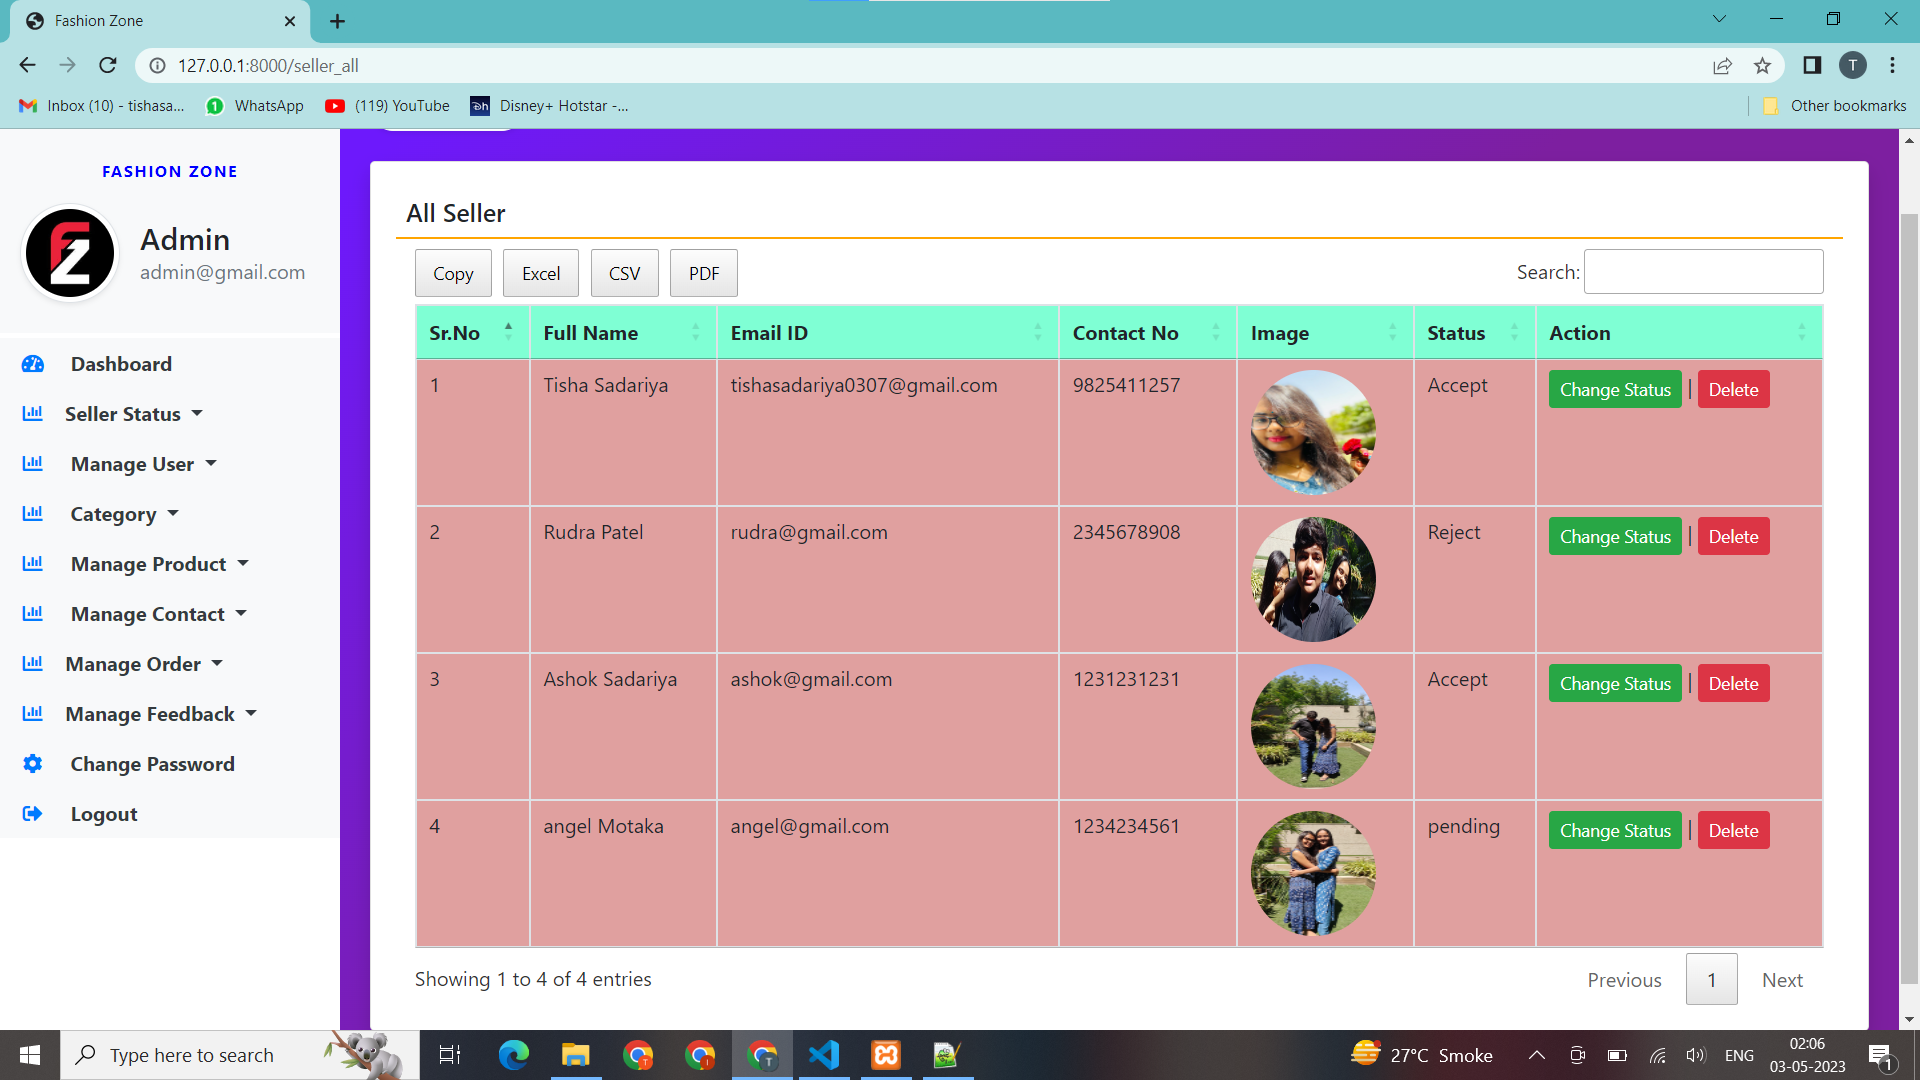 Fashion Zone
127.0.0.1:8000/seller_all
T
Inbox (10) - tishasa...
WhatsApp
(119) YouTube
Disney+ Hotstar -...
Other bookmarks
FASHION ZONE
FZ
Admin
admin@gmail.com
Dashboard
Seller Status
Manage User
Category
Manage Product
Manage Contact
Manage Order
Manage Feedback
Change Password
Logout
All Seller
Copy Excel CSV PDF Search:
Sr.No Full Name Email ID Contact No Image Status Action
1 Tisha Sadariya tishasadariya0307@gmail.com 9825411257 Accept Change Status | Delete
2 Rudra Patel rudra@gmail.com 2345678908 Reject Change Status | Delete
3 Ashok Sadariya ashok@gmail.com 1231231231 Accept Change Status | Delete
4 angel Motaka angel@gmail.com 1234234561 pending Change Status | Delete
Showing 1 to 4 of 4 entries
Previous 1 Next
Type here to search
27°C Smoke
ENG
02:06
03-05-2023
1